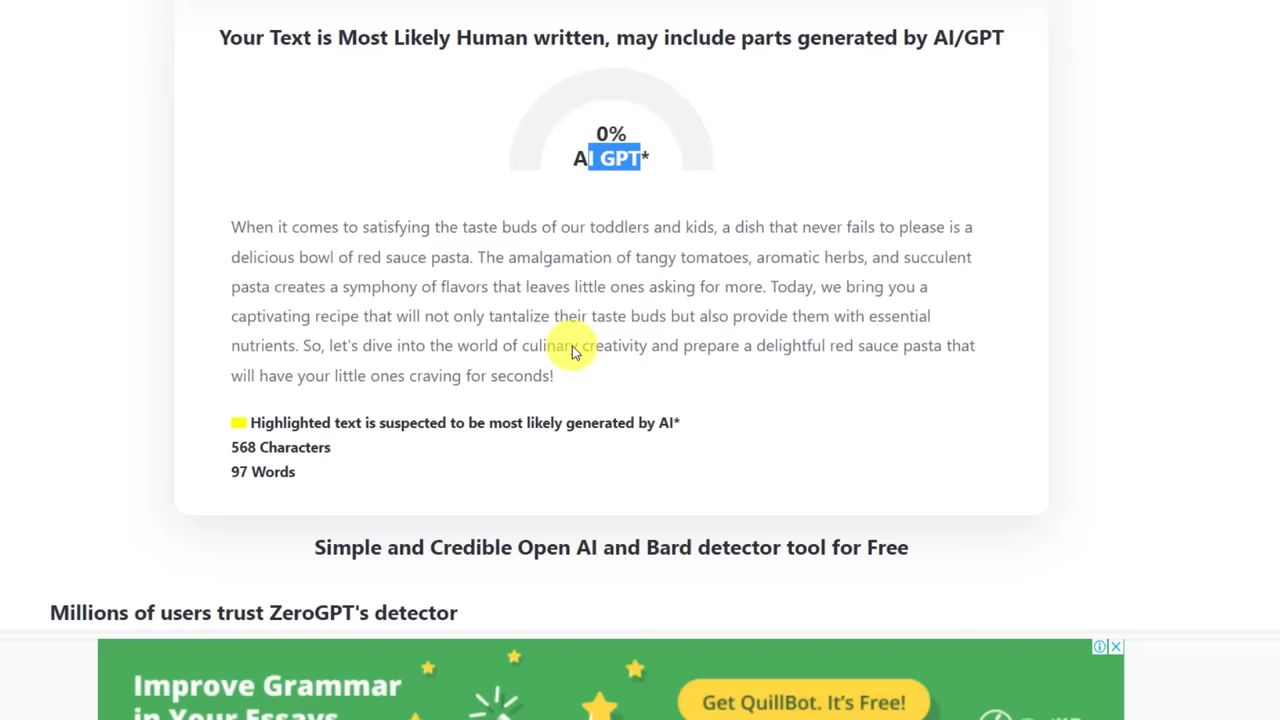 Your Text is Most Likely Human written, may include parts generated by AI/GPT
0%
AI GPT*
When it comes to satisfying the taste buds of our toddlers and kids, a dish that never fails to please is a
delicious bowl of red sauce pasta. The amalgamation of tangy tomatoes, aromatic herbs, and succulent
pasta creates a symphony of flavors that leaves little ones asking for more. Today, we bring you a
captivating recipe that will not only tantalize their taste buds but also provide them with essential
nutrients. So, let's dive into the world of culinary creativity and prepare a delightful red sauce pasta that
will have your little ones craving for seconds!
Highlighted text is suspected to be most likely generated by AI*
568 Characters
97 Words
Simple and Credible Open AI and Bard detector tool for Free
Millions of users trust ZeroGPT's detector
Improve Grammar
in Your Essays
Get QuillBot. It's Free!